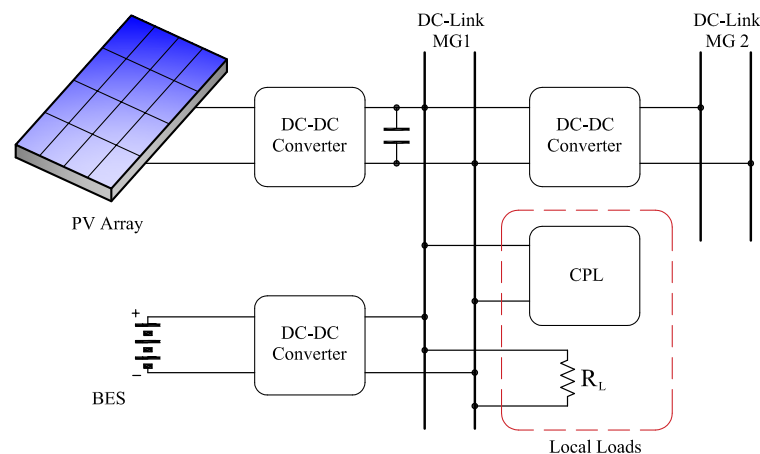 DC-Link
MG1
DC-Link
MG 2
DC-DC
Converter
DC-DC
Converter
PV Array
CPL
+
DC-DC
Converter
−
BES
R_L
Local Loads